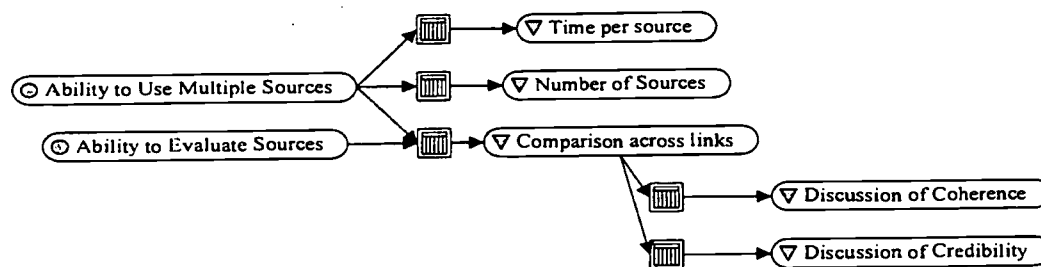 Time per source
Ability to Use Multiple Sources
Number of Sources
Ability to Evaluate Sources
Comparison across links
Discussion of Coherence
Discussion of Credibility